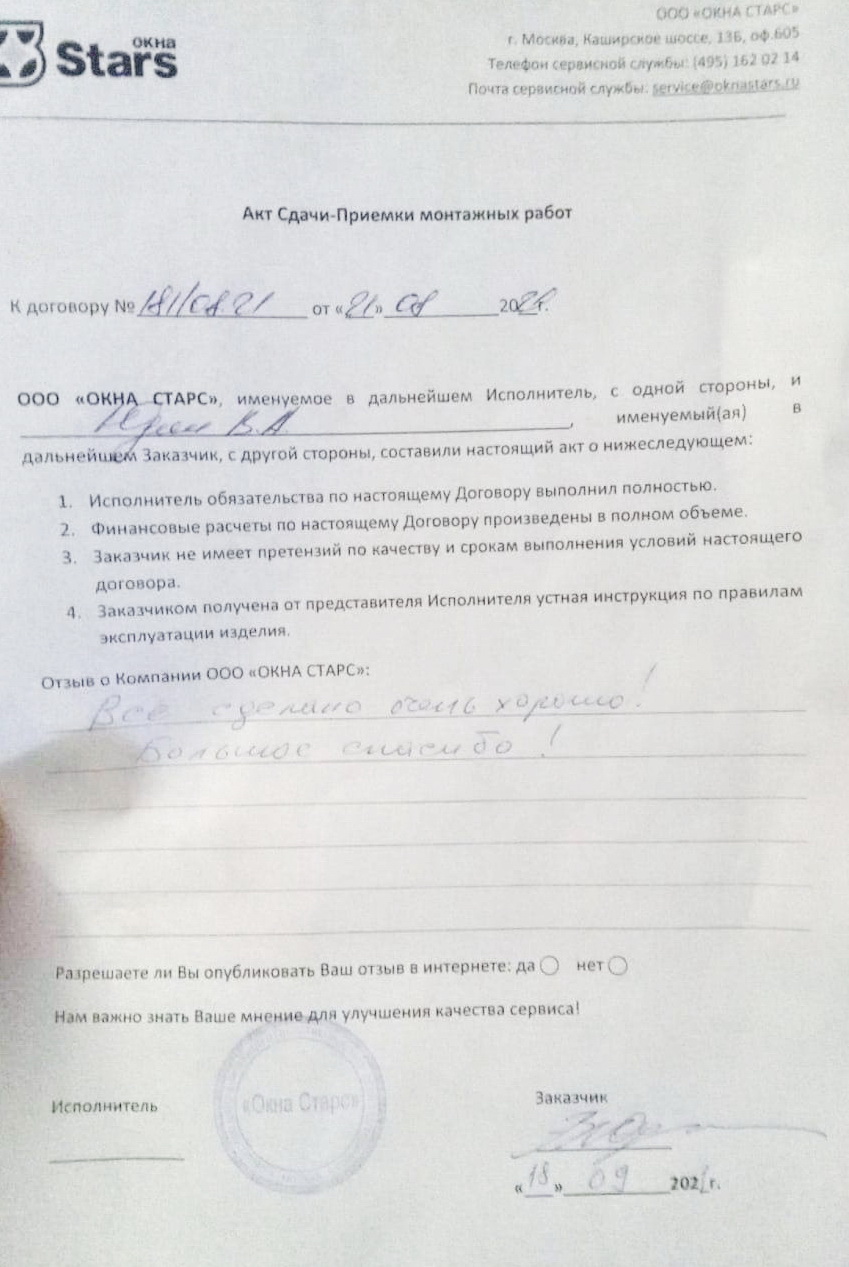 ОКНА
Stars
ООО «ОКНА СТАРС»
г. Москва, Каширское шоссе, 13Б, оф.605
Телефон сервисной службы: (495) 162 02 14
Почта сервисной службы: service@oknastars.ru
Акт Сдачи-Приемки монтажных работ
К договору № 181/08.21 от «21» 08 2021г.
ООО «ОКНА СТАРС», именуемое в дальнейшем Исполнитель, с одной стороны, и
В.А, именуемый(ая) в
дальнейшем Заказчик, с другой стороны, составили настоящий акт о нижеследующем:
1. Исполнитель обязательства по настоящему Договору выполнил полностью.
2. Финансовые расчеты по настоящему Договору произведены в полном объеме.
3. Заказчик не имеет претензий по качеству и срокам выполнения условий настоящего
договора.
4. Заказчиком получена от представителя Исполнителя устная инструкция по правилам
эксплуатации изделия.
Отзыв о Компании ООО «ОКНА СТАРС»:
Всё сделано очень хорошо!
Большое спасибо!
Разрешаете ли Вы опубликовать Ваш отзыв в интернете: да нет
Нам важно знать Ваше мнение для улучшения качества сервиса!
Исполнитель
«Окна Старс»
Заказчик
«18» 09 2021г.